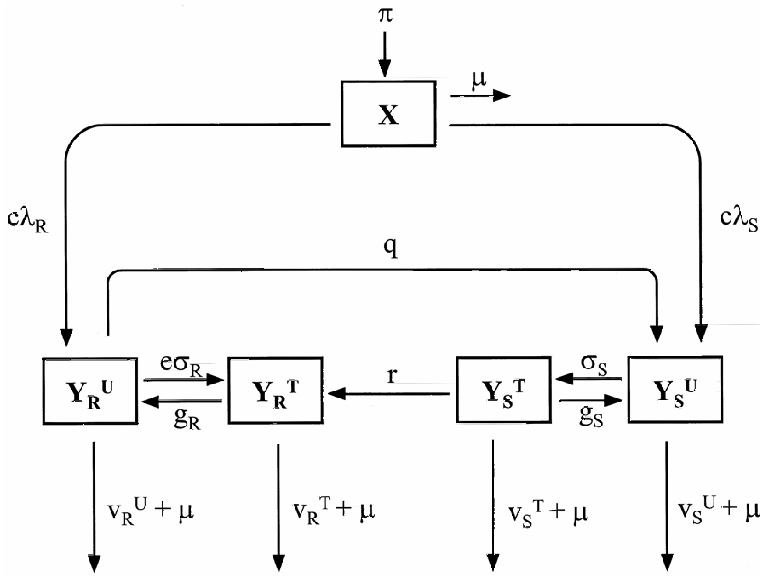 π
μ
X
cλ_R
cλ_S
q
eσ_R
r
σ_S
Y_R^U
Y_R^T
Y_S^T
Y_S^U
g_R
g_S
v_R^U + μ
v_R^T + μ
v_S^T + μ
v_S^U + μ